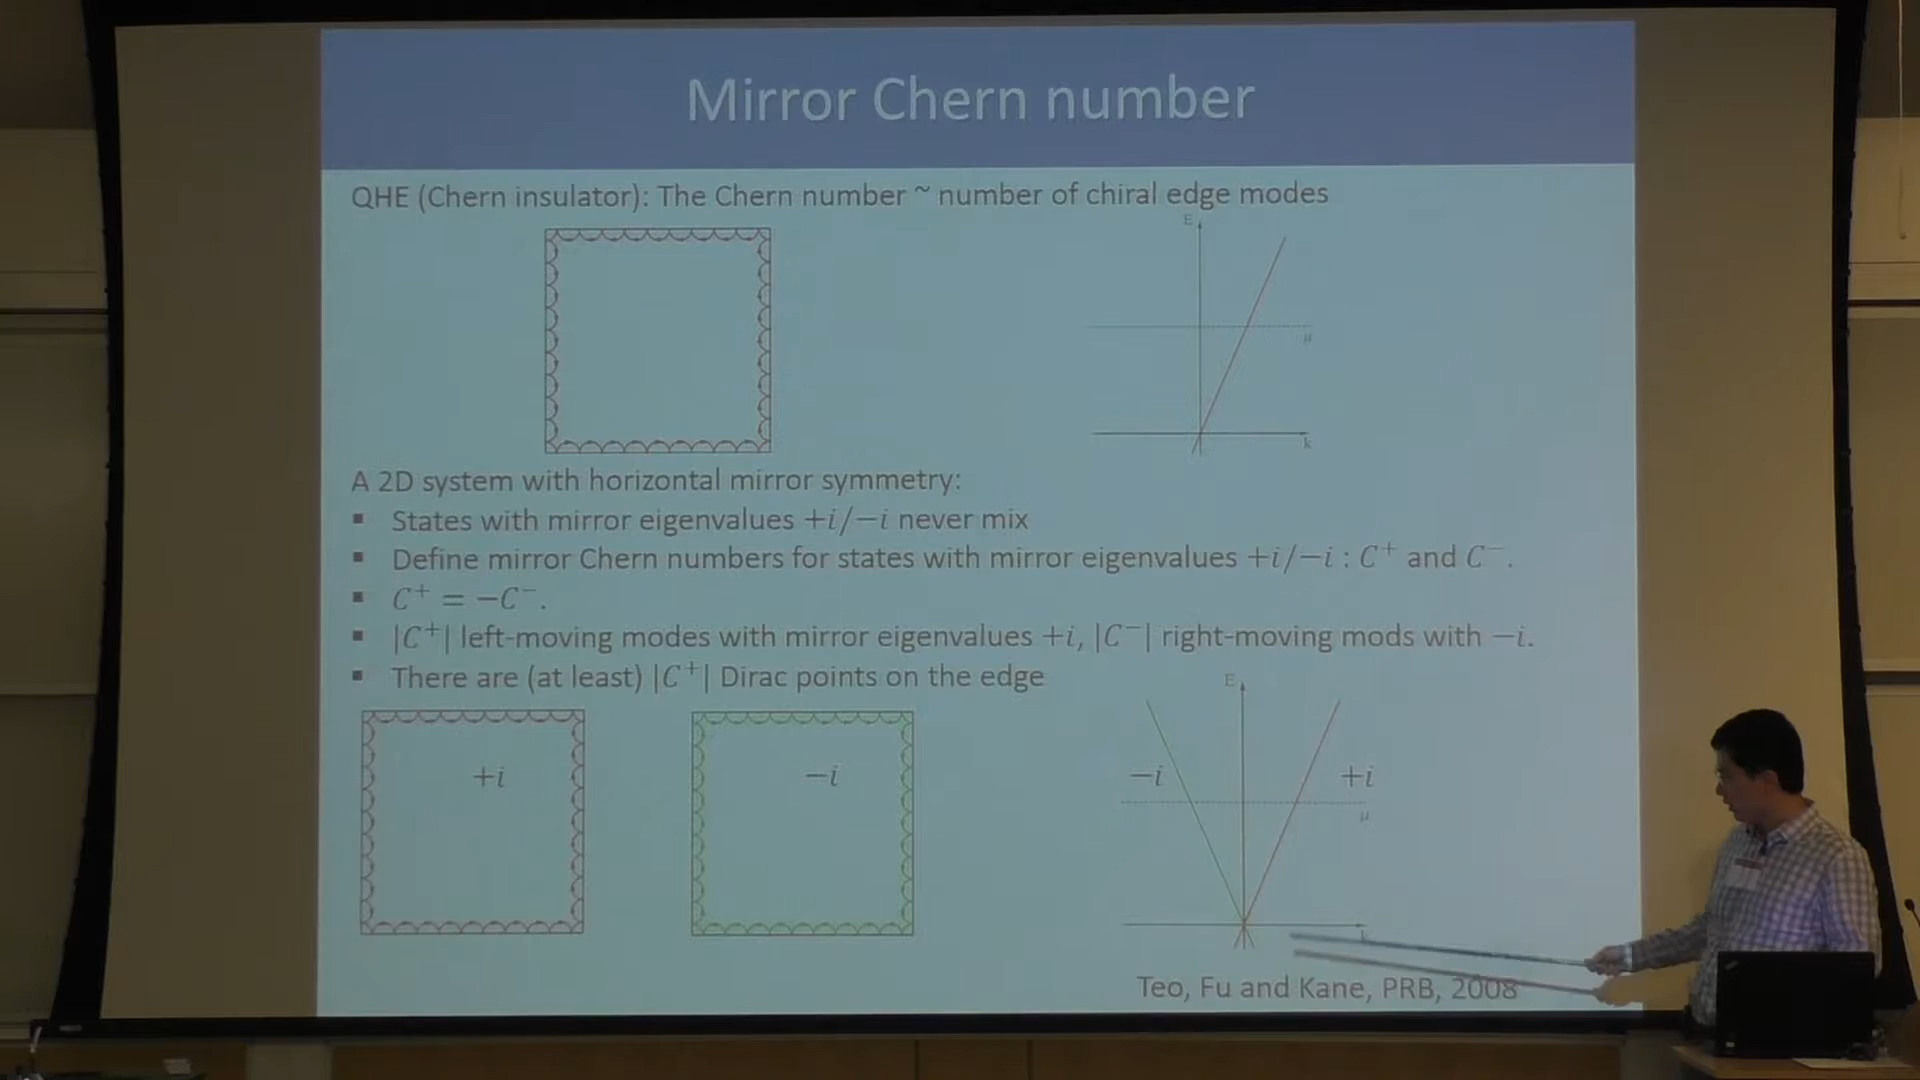 Mirror Chern number
QHE (Chern insulator): The Chern number ~ number of chiral edge modes
E
μ
k
A 2D system with horizontal mirror symmetry:
▪ States with mirror eigenvalues +i/−i never mix
▪ Define mirror Chern numbers for states with mirror eigenvalues +i/−i : C⁺ and C⁻.
▪ C⁺ = −C⁻.
▪ |C⁺| left-moving modes with mirror eigenvalues +i, |C⁻| right-moving mods with −i.
▪ There are (at least) |C⁺| Dirac points on the edge
E
+i
−i
−i
+i
μ
k
Teo, Fu and Kane, PRB, 2008